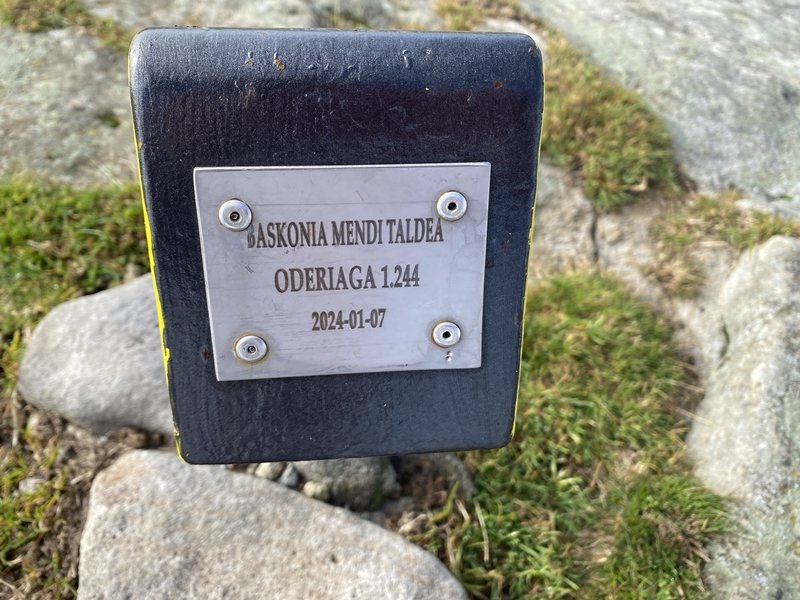 BASKONIA MENDI TALDEA
ODERIAGA 1.244
2024-01-07